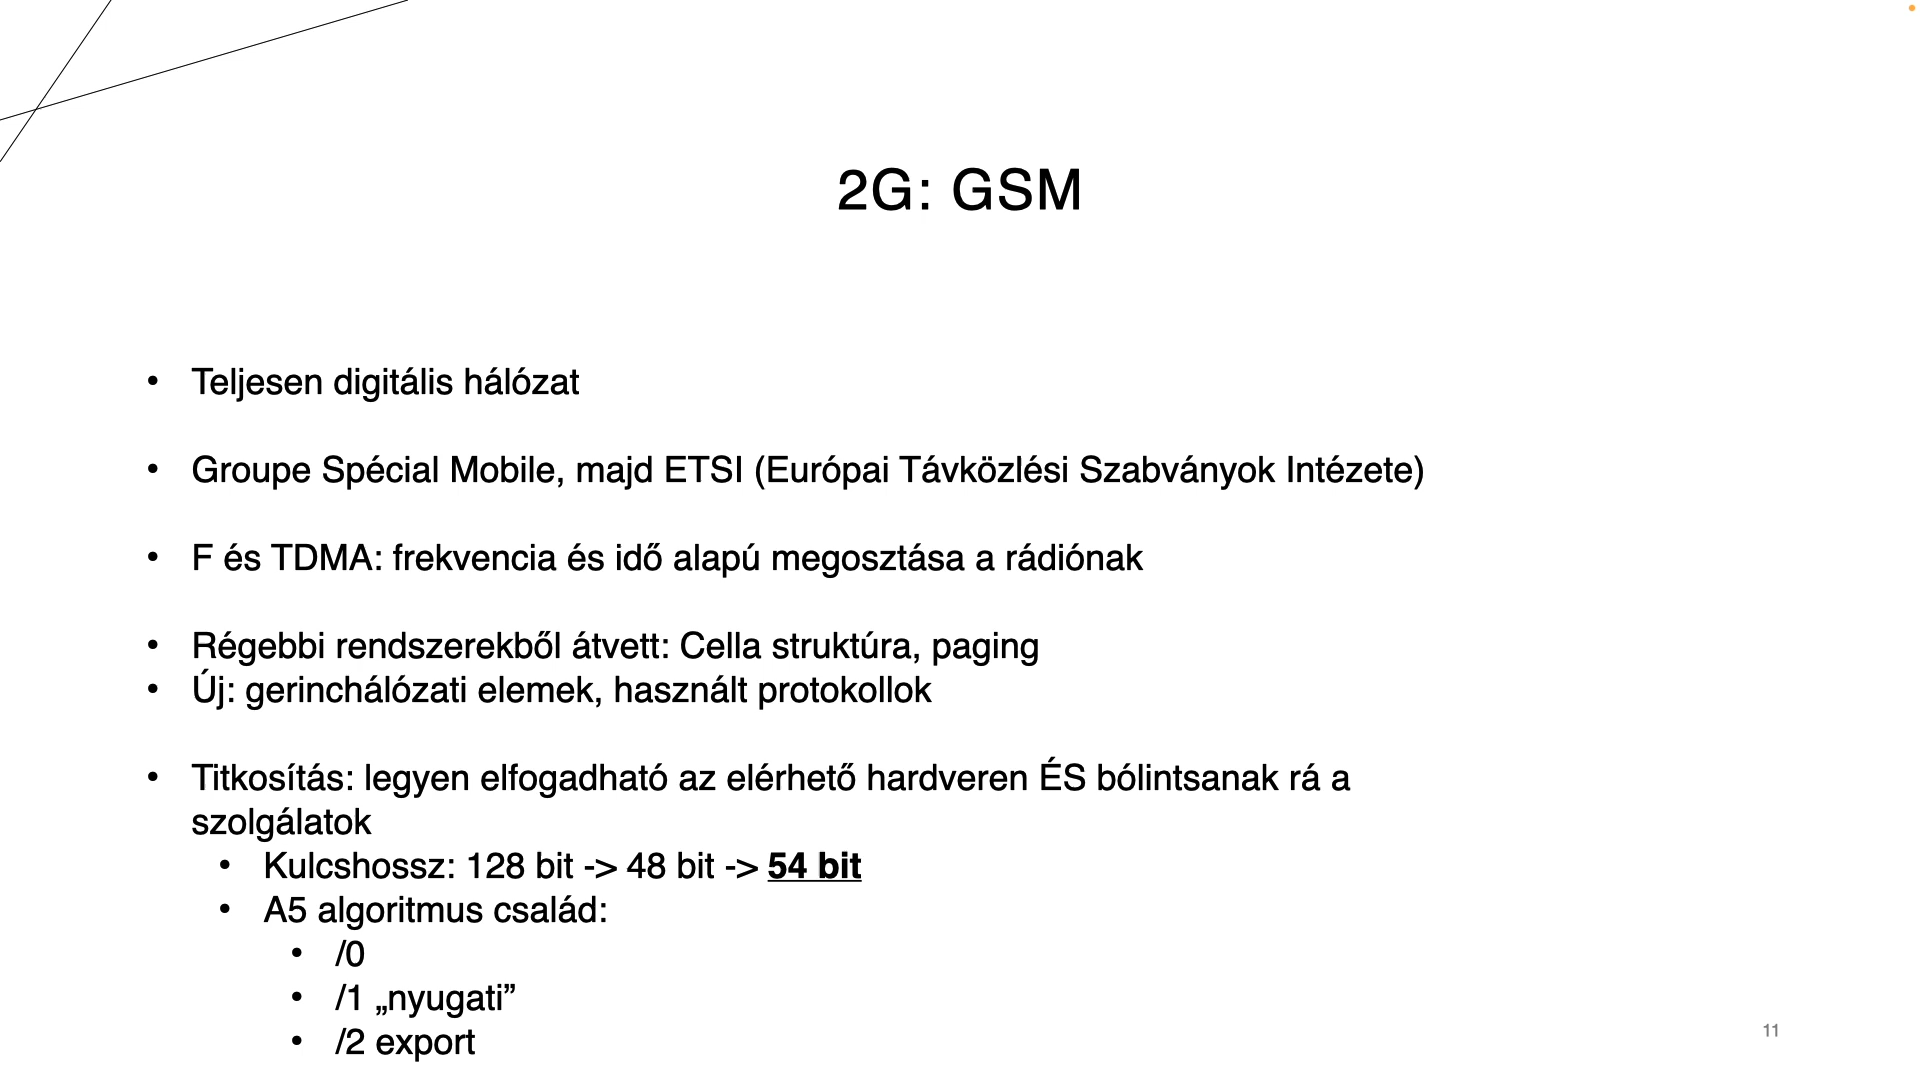 2G: GSM
• Teljesen digitális hálózat
• Groupe Spécial Mobile, majd ETSI (Európai Távközlési Szabványok Intézete)
• F és TDMA: frekvencia és idő alapú megosztása a rádiónak
• Régebbi rendszerekből átvett: Cella struktúra, paging
• Új: gerinchálózati elemek, használt protokollok
• Titkosítás: legyen elfogadható az elérhető hardveren ÉS bólintsanak rá a
szolgálatok
• Kulcshossz: 128 bit -> 48 bit -> 54 bit
• A5 algoritmus család:
• /0
• /1 „nyugati”
• /2 export
11